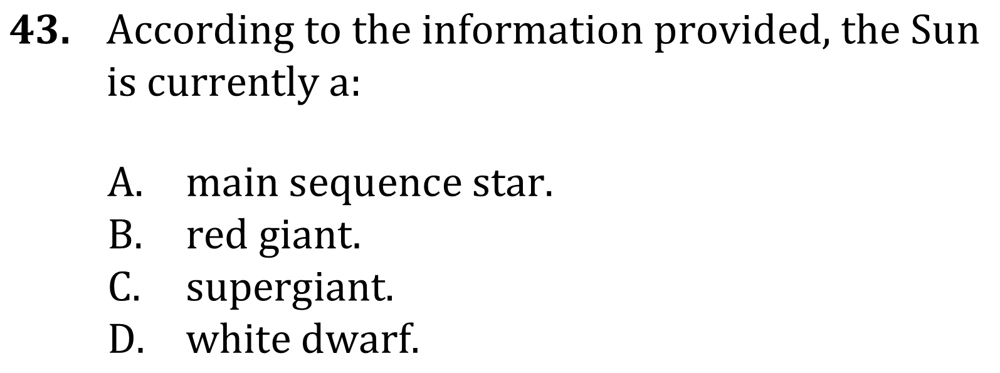 43. According to the information provided, the Sun
is currently a:
A. main sequence star.
B. red giant.
C. supergiant.
D. white dwarf.